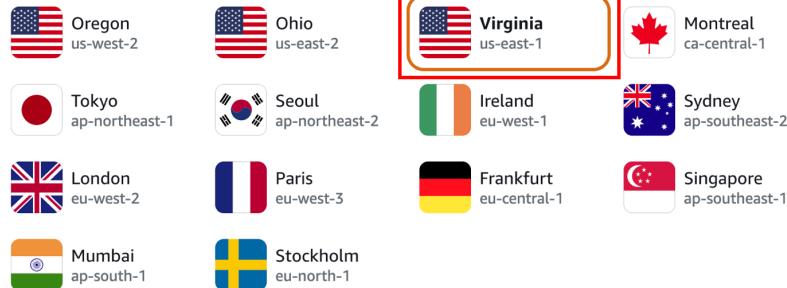 Oregon
us-west-2
Ohio
us-east-2
Virginia
us-east-1
Montreal
ca-central-1
Tokyo
ap-northeast-1
Seoul
ap-northeast-2
Ireland
eu-west-1
Sydney
ap-southeast-2
London
eu-west-2
Paris
eu-west-3
Frankfurt
eu-central-1
Singapore
ap-southeast-1
Mumbai
ap-south-1
Stockholm
eu-north-1